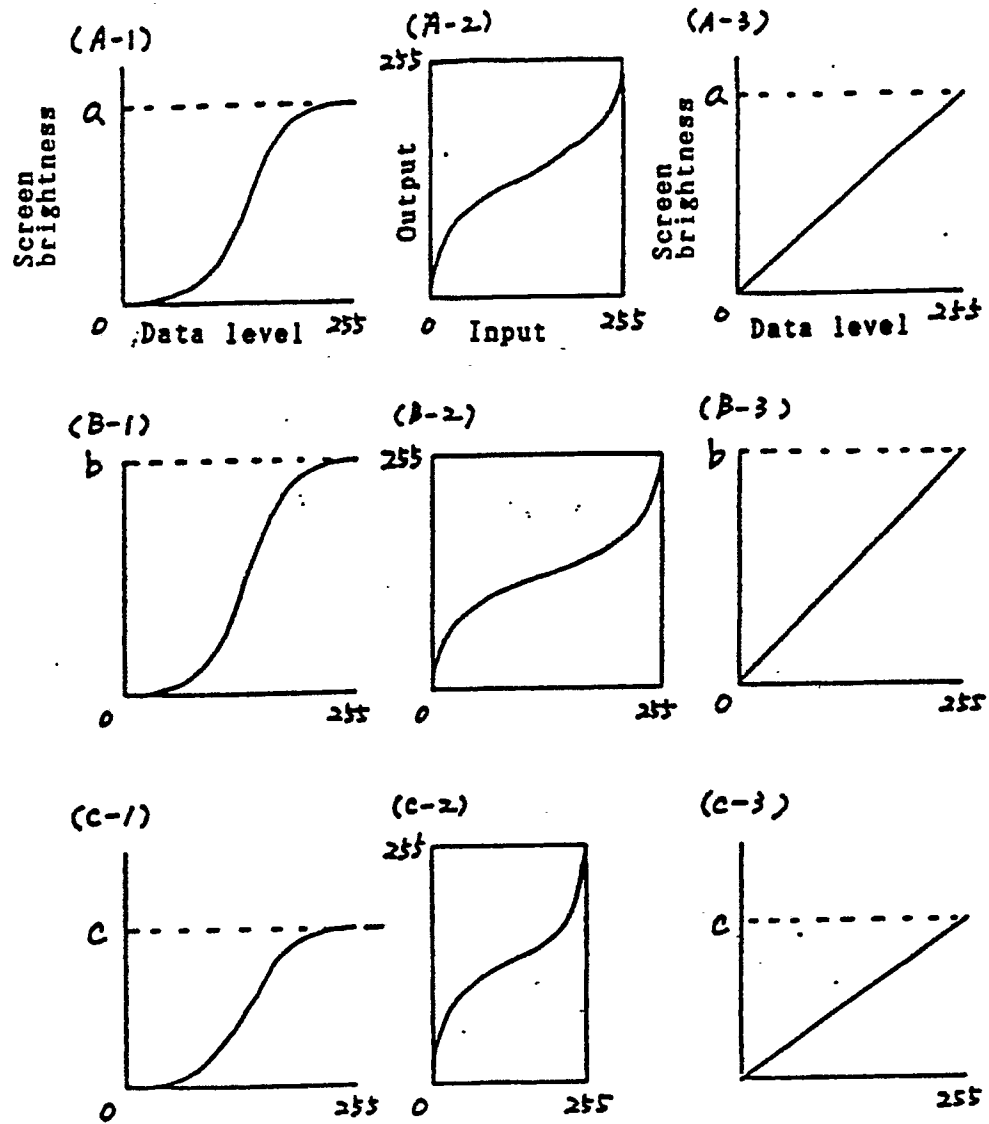 (A-1)
(A-2)
(A-3)
a
Screen
brightness
0
Data level
255
255
Output
0
Input
255
a
Screen
brightness
0
Data level
255
(B-1)
(B-2)
(B-3)
b
0
255
255
0
255
b
0
255
(C-1)
(C-2)
(C-3)
c
0
255
255
0
255
c
255